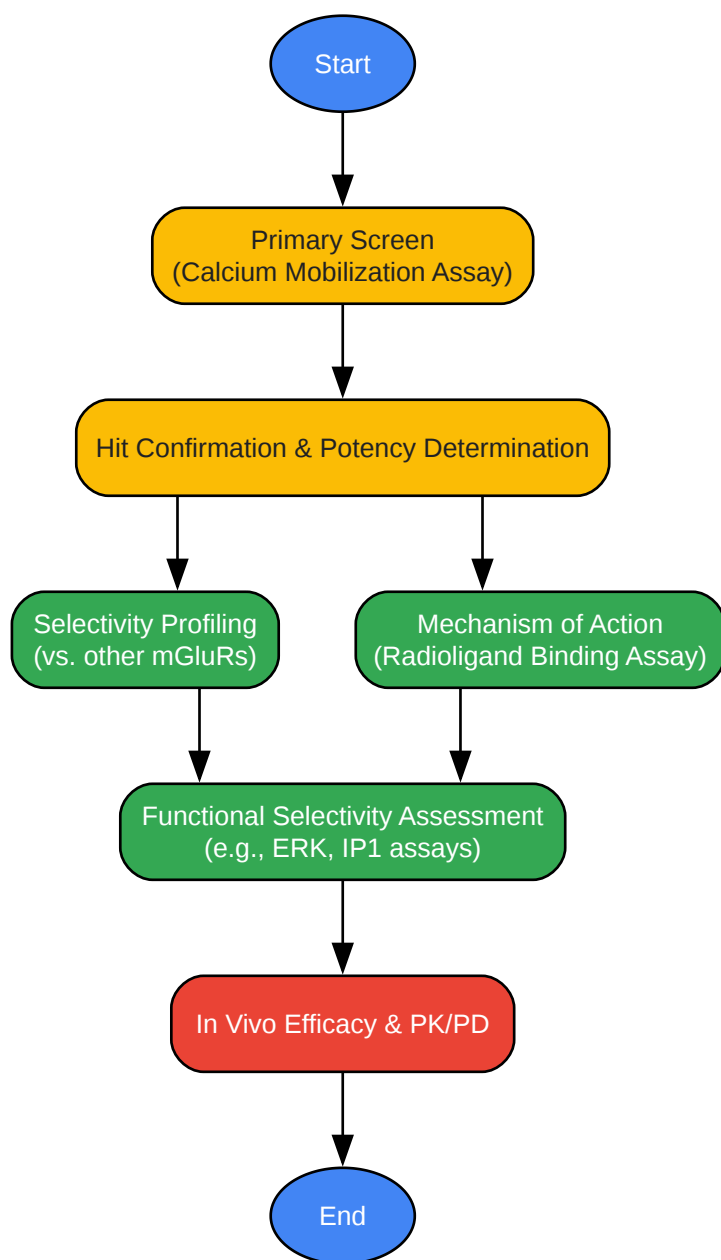 Start
Primary Screen
(Calcium Mobilization Assay)
Hit Confirmation & Potency Determination
Selectivity Profiling
(vs. other mGluRs)
Mechanism of Action
(Radioligand Binding Assay)
Functional Selectivity Assessment
(e.g., ERK, IP1 assays)
In Vivo Efficacy & PK/PD
End